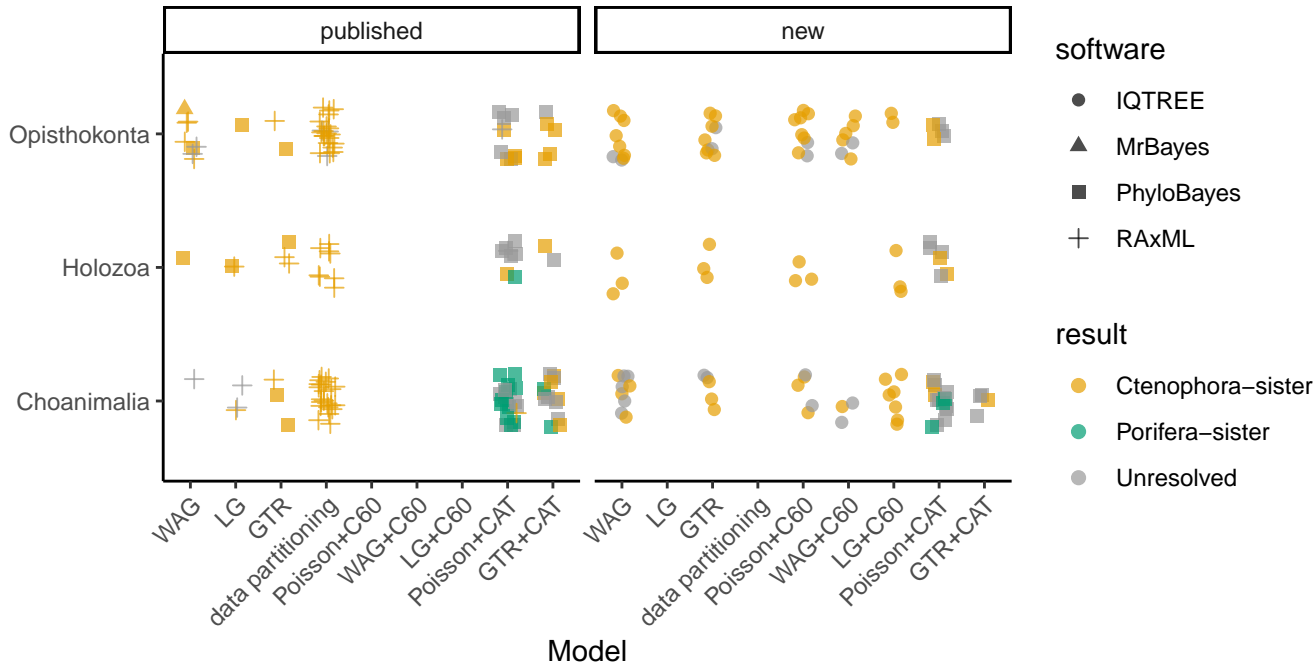 published
new
Opisthokonta
Holozoa
Choanimalia
WAG
LG
GTR
data partitioning
Poisson+C60
WAG+C60
LG+C60
Poisson+CAT
GTR+CAT
WAG
LG
GTR
data partitioning
Poisson+C60
WAG+C60
LG+C60
Poisson+CAT
GTR+CAT
Model
software
IQTREE
MrBayes
PhyloBayes
RAxML
result
Ctenophora−sister
Porifera−sister
Unresolved